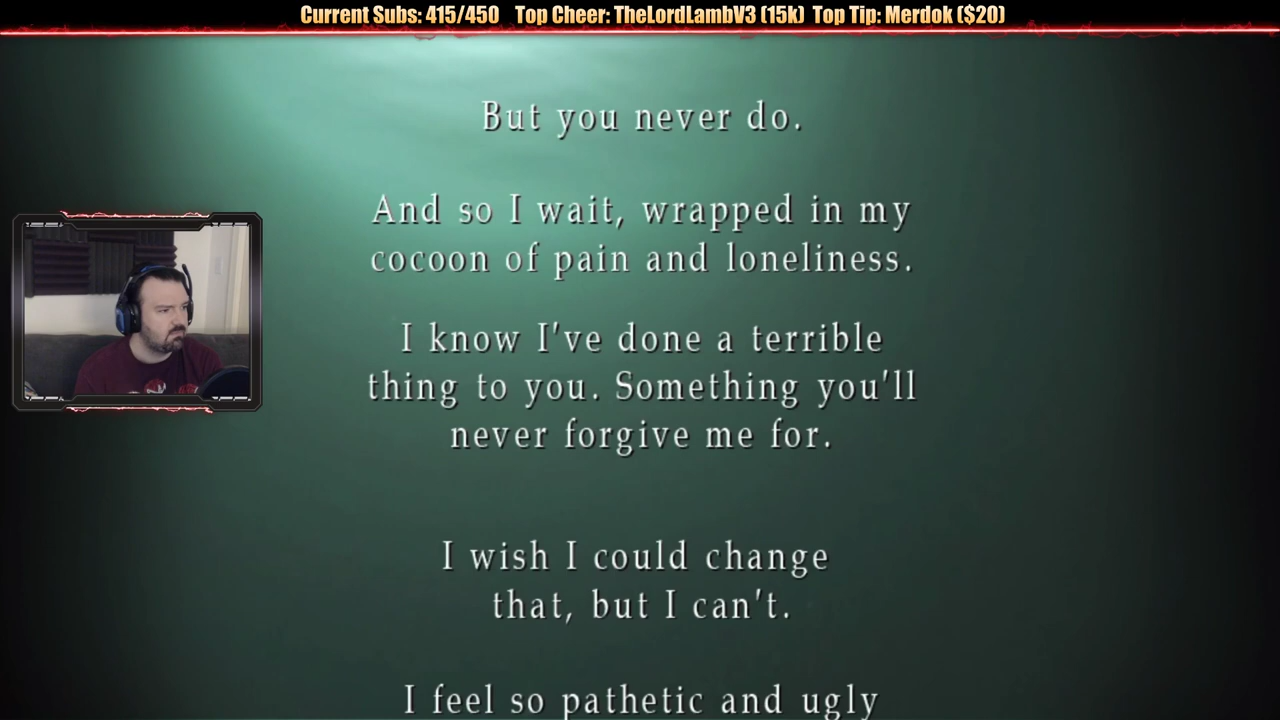 Current Subs: 415/450 Top Cheer: TheLordLambV3 (15k) Top Tip: Merdok ($20)
But you never do.
And so I wait, wrapped in my
cocoon of pain and loneliness.
I know I've done a terrible
thing to you. Something you'll
never forgive me for.
I wish I could change
that, but I can't.
I feel so pathetic and ugly